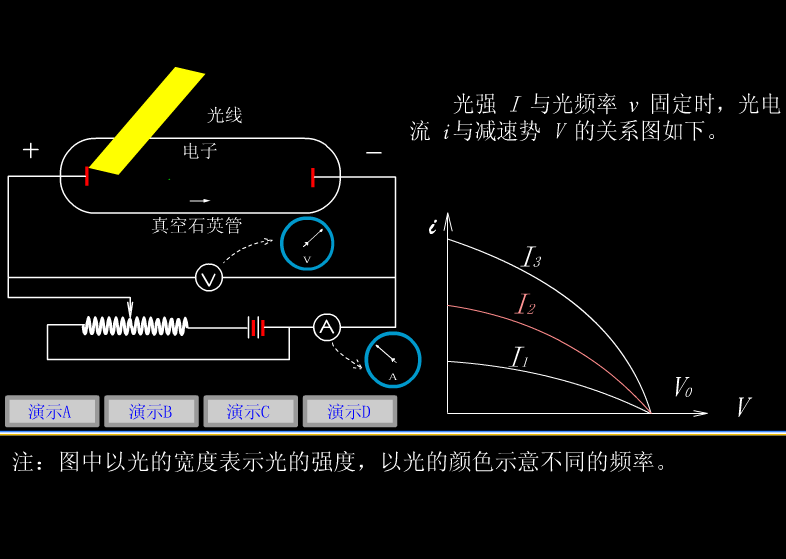 光强 I 与光频率 ν 固定时，光电
流 i与减速势 V 的关系图如下。
光线
+
电子
−
真空石英管
V
V
A
A
i
I3
I2
I1
V0
V
演示A
演示B
演示C
演示D
注：图中以光的宽度表示光的强度，以光的颜色示意不同的频率。